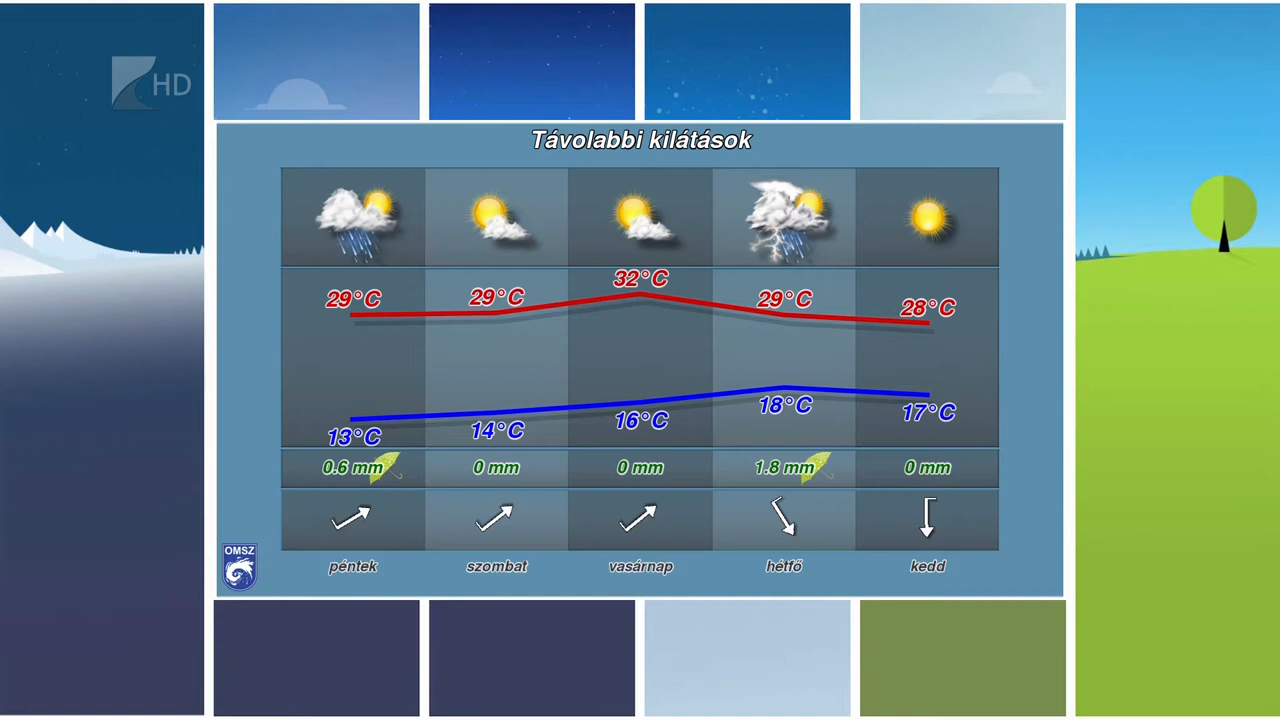 HD
Távolabbi kilátások
29°C 29°C 32°C 29°C 28°C
13°C 14°C 16°C 18°C 17°C
0.6 mm 0 mm 0 mm 1.8 mm 0 mm
OMSZ
péntek szombat vasárnap hétfő kedd